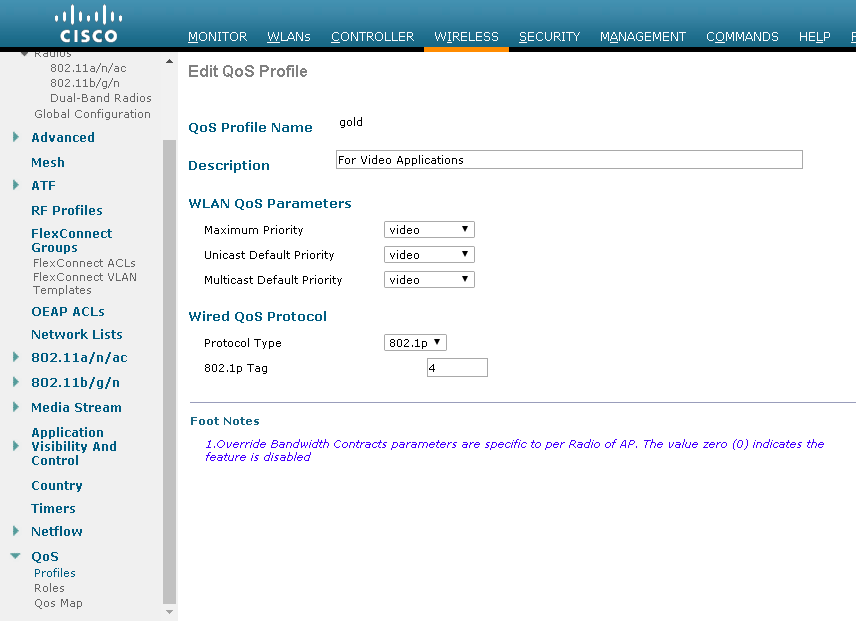 CISCO
MONITOR WLANs CONTROLLER WIRELESS SECURITY MANAGEMENT COMMANDS HELP F
Radios
802.11a/n/ac
802.11b/g/n
Dual-Band Radios
Global Configuration
Advanced
Mesh
ATF
RF Profiles
FlexConnect
Groups
FlexConnect ACLs
FlexConnect VLAN
Templates
OEAP ACLs
Network Lists
802.11a/n/ac
802.11b/g/n
Media Stream
Application
Visibility And
Control
Country
Timers
Netflow
QoS
Profiles
Roles
Qos Map
Edit QoS Profile
QoS Profile Name gold
Description For Video Applications
WLAN QoS Parameters
Maximum Priority video
Unicast Default Priority video
Multicast Default Priority video
Wired QoS Protocol
Protocol Type 802.1p
802.1p Tag 4
Foot Notes
1.Override Bandwidth Contracts parameters are specific to per Radio of AP. The value zero (0) indicates the
feature is disabled